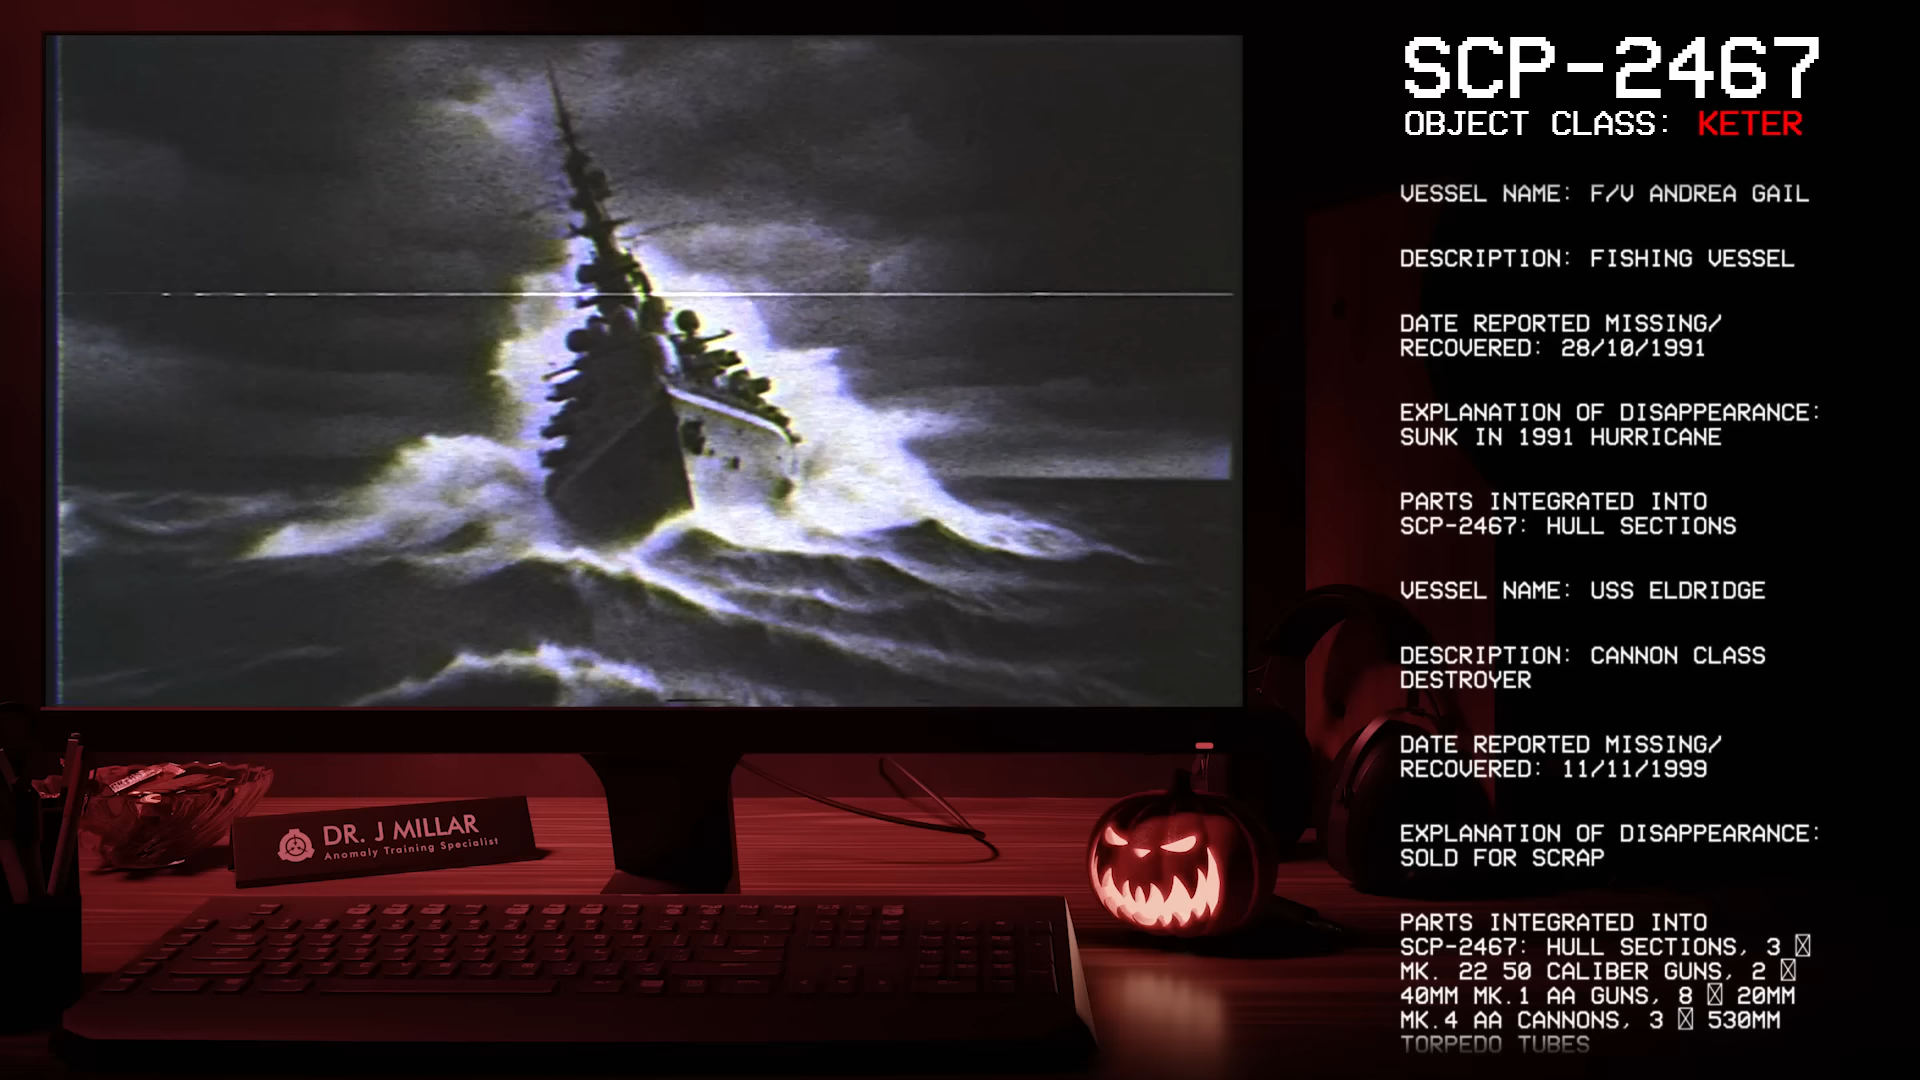 SCP-2467
OBJECT CLASS: KETER
VESSEL NAME: F/V ANDREA GAIL
DESCRIPTION: FISHING VESSEL
DATE REPORTED MISSING/
RECOVERED: 28/10/1991
EXPLANATION OF DISAPPEARANCE:
SUNK IN 1991 HURRICANE
PARTS INTEGRATED INTO
SCP-2467: HULL SECTIONS
VESSEL NAME: USS ELDRIDGE
DESCRIPTION: CANNON CLASS
DESTROYER
DATE REPORTED MISSING/
RECOVERED: 11/11/1999
EXPLANATION OF DISAPPEARANCE:
SOLD FOR SCRAP
PARTS INTEGRATED INTO
SCP-2467: HULL SECTIONS, 3 ☒
MK. 22 50 CALIBER GUNS, 2 ☒
40MM MK.1 AA GUNS, 8 ☒ 20MM
MK.4 AA CANNONS, 3 ☒ 530MM
TORPEDO TUBES
DR. J MILLAR
Anomaly Training Specialist